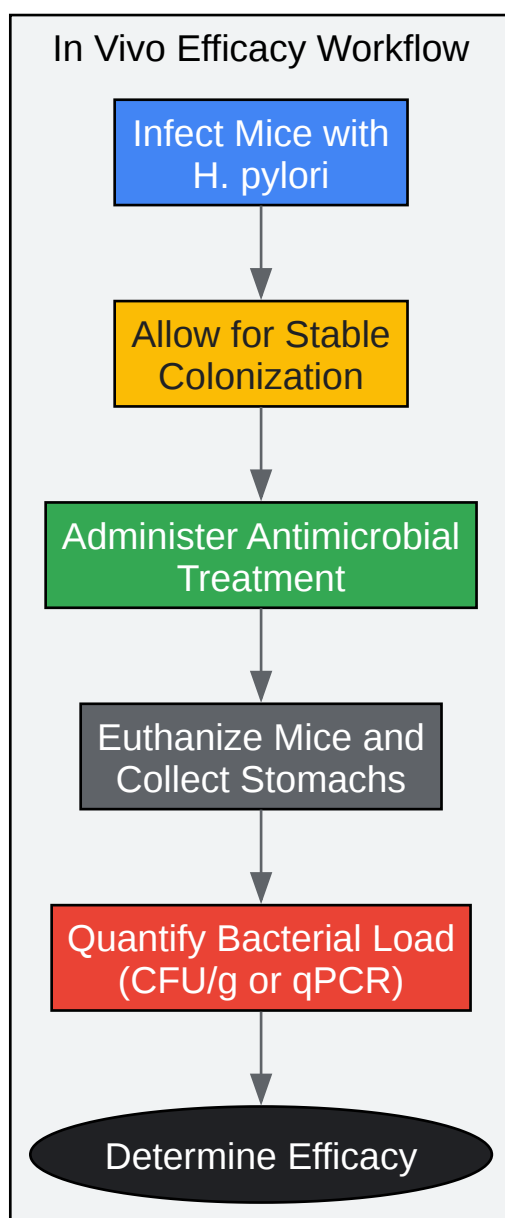 In Vivo Efficacy Workflow
Infect Mice with
H. pylori
Allow for Stable
Colonization
Administer Antimicrobial
Treatment
Euthanize Mice and
Collect Stomachs
Quantify Bacterial Load
(CFU/g or qPCR)
Determine Efficacy